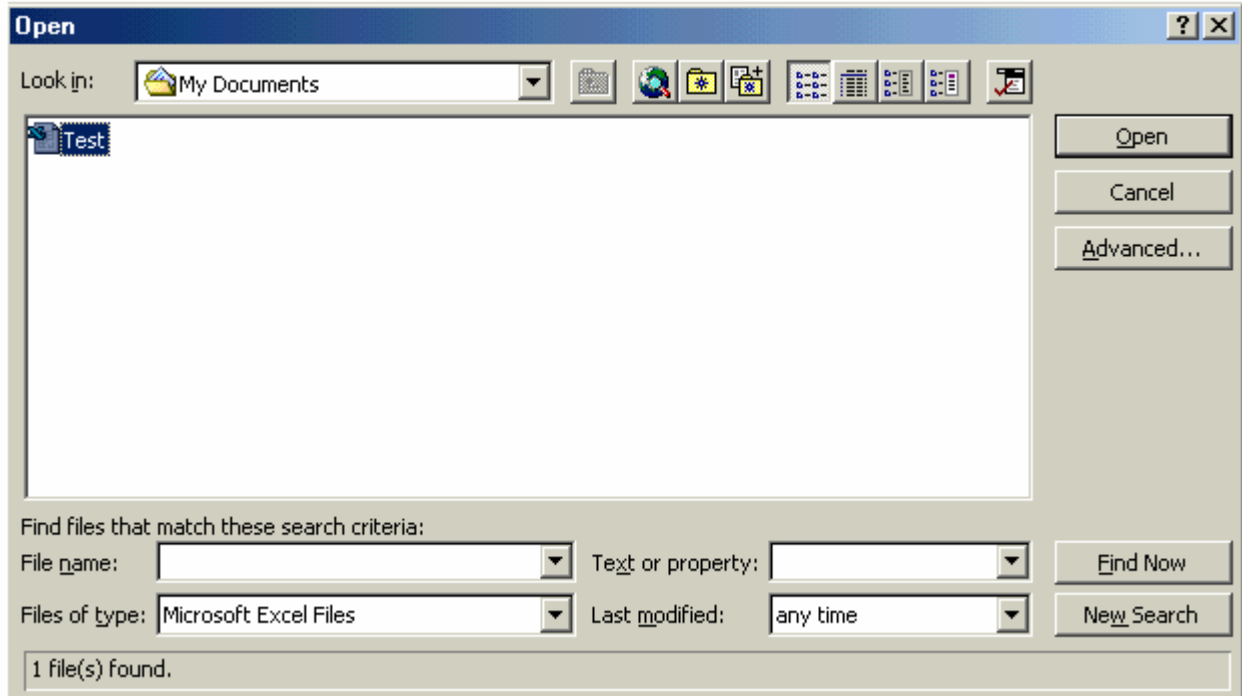 Open
Look in: My Documents
Test
Open
Cancel
Advanced...
Find files that match these search criteria:
File name: Text or property: Find Now
Files of type: Microsoft Excel Files Last modified: any time New Search
1 file(s) found.